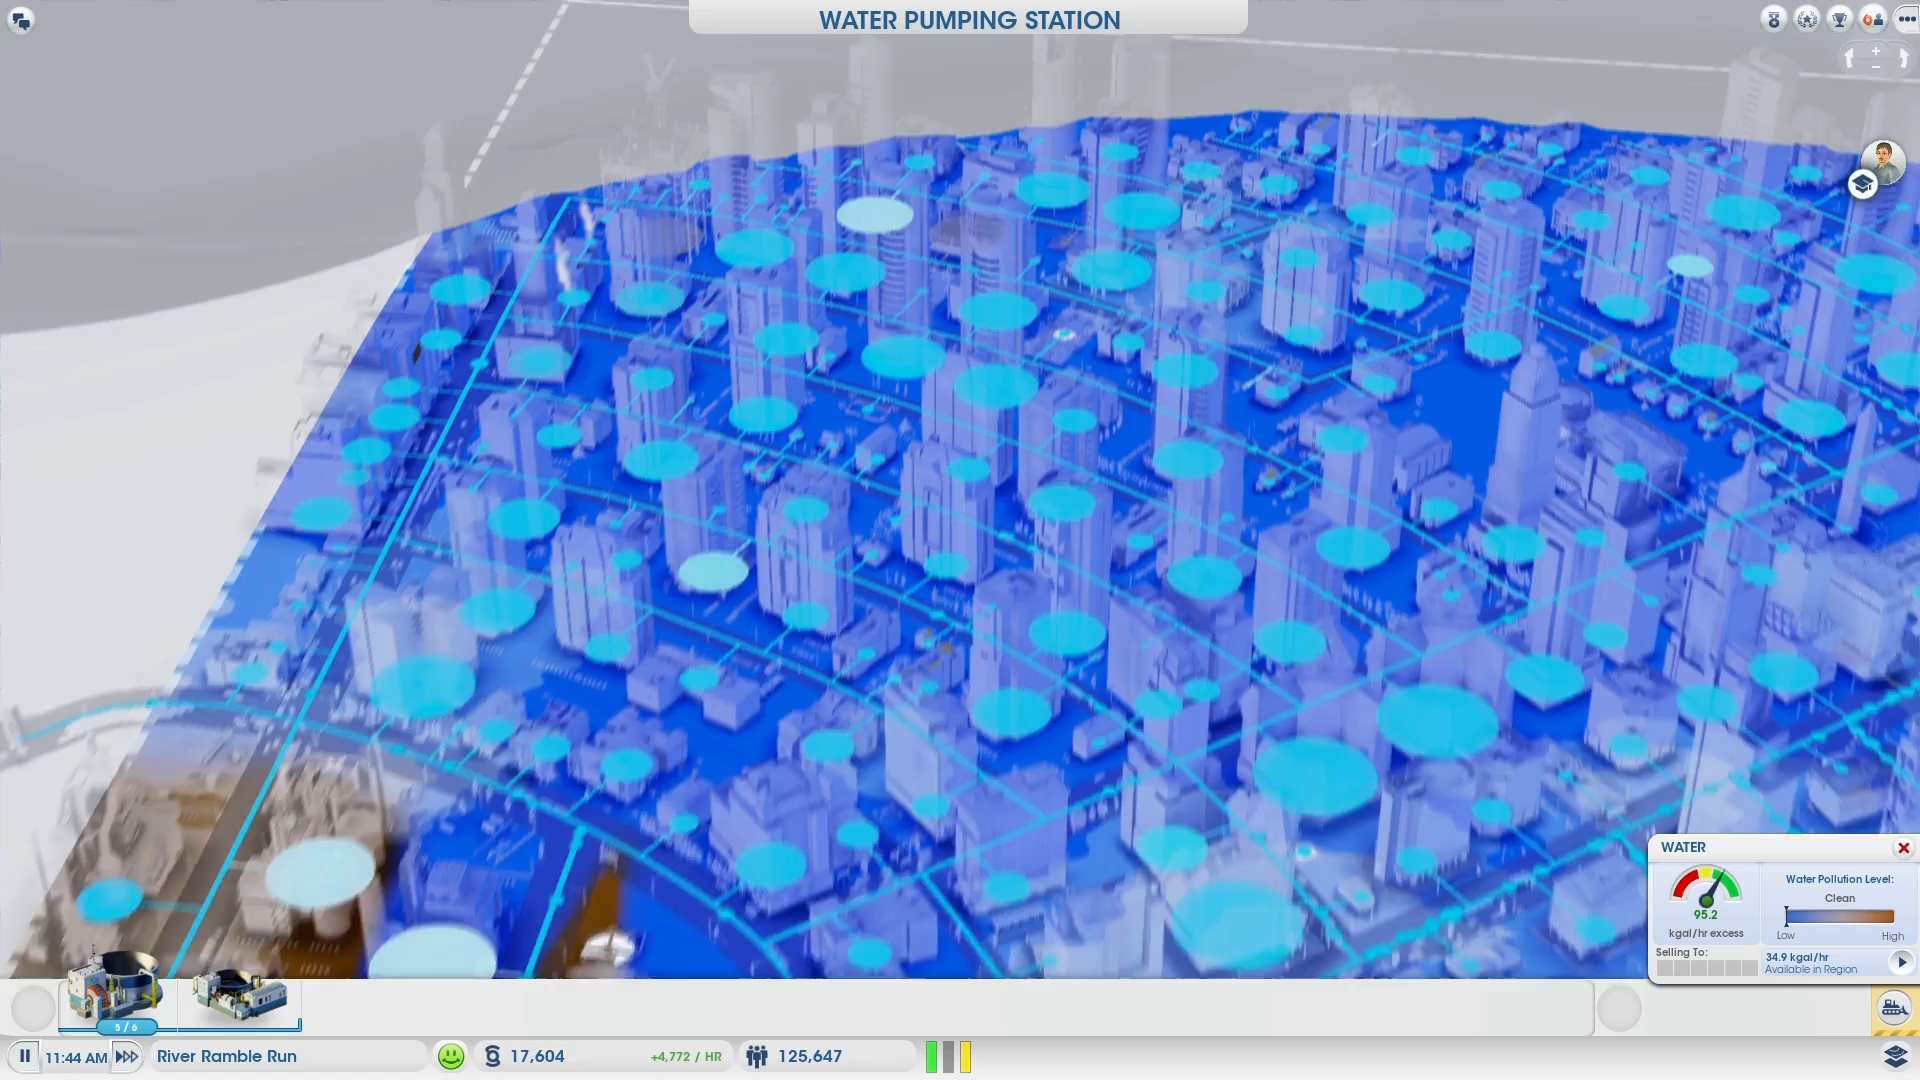 WATER PUMPING STATION
WATER
95.2
kgal/hr excess
Water Pollution Level:
Clean
Low
High
Selling To:
34.9 kgal/hr
Available in Region
5 / 6
11:44 AM
River Ramble Run
17,604
+4,772 / HR
125,647